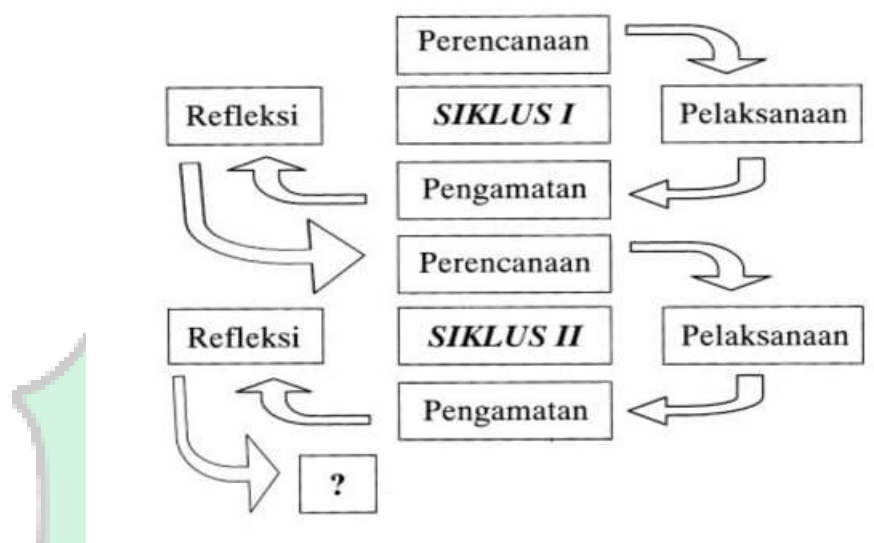 Perencanaan
Refleksi
SIKLUS I
Pelaksanaan
Pengamatan
Perencanaan
Refleksi
SIKLUS II
Pelaksanaan
Pengamatan
?